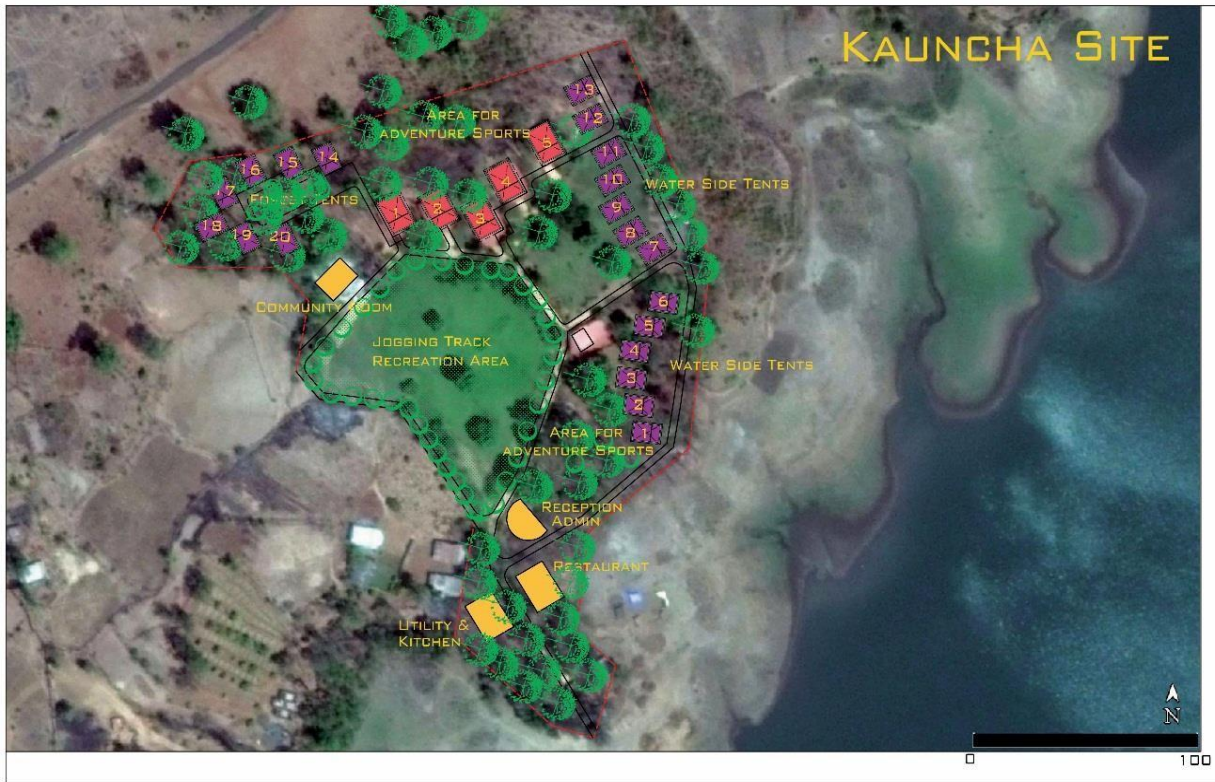 KAUNCHA SITE
AREA FOR
ADVENTURE SPORTS
13
12
5
11
16
15
14
10
WATER SIDE TENTS
4
17
FOREST TENTS
9
1
2
3
18
19
20
8
7
COMMUNITY ROOM
6
5
JOGGING TRACK
RECREATION AREA
4
WATER SIDE TENTS
3
2
1
AREA FOR
ADVENTURE SPORTS
RECEPTION
ADMIN
RESTAURANT
UTILITY &
KITCHEN
N
0
100